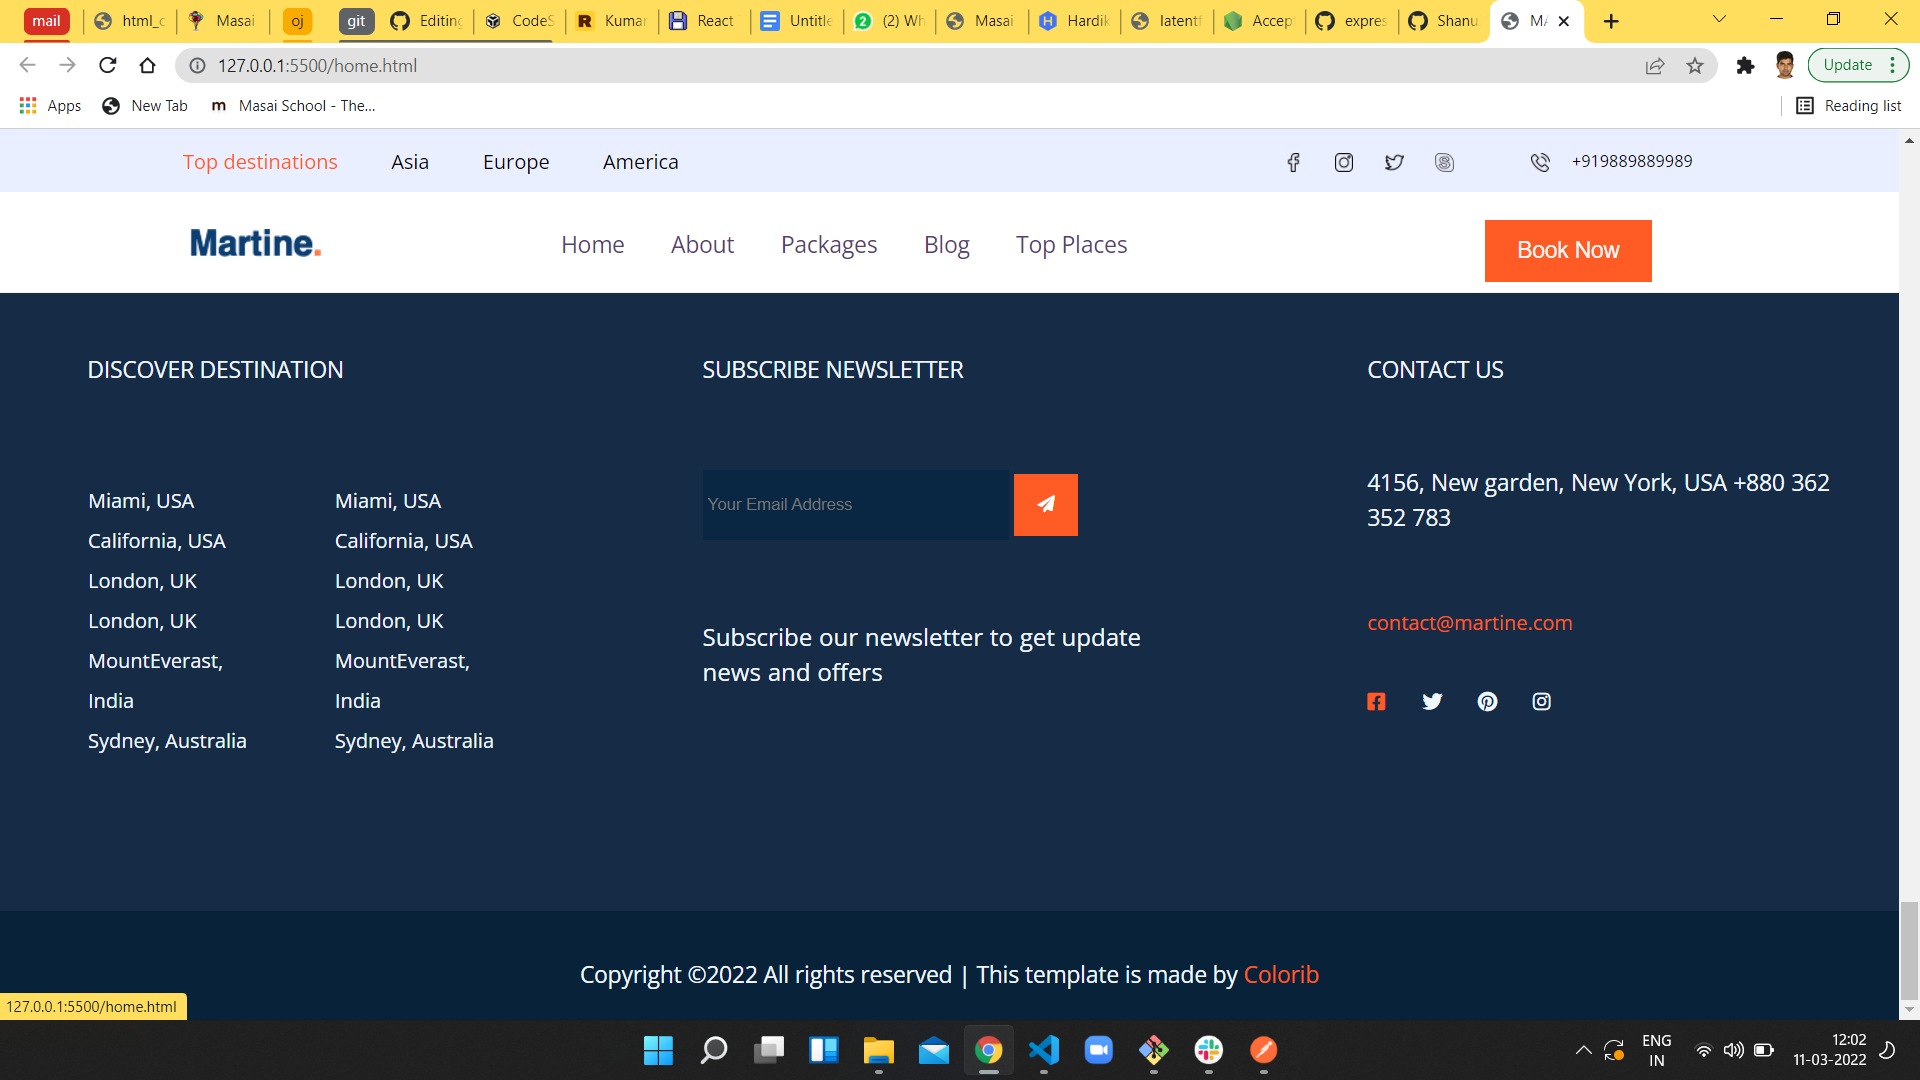 mail
html_c
Masai
oj
git
Editing
CodeS
Kumar
React
Untitle
(2) Wh
Masai
Hardik
latent
Accep
expres
Shanu
MA
127.0.0.1:5500/home.html
Update
Apps
New Tab
Masai School - The...
Reading list
Top destinations
Asia
Europe
America
+919889889989
Martine.
Home
About
Packages
Blog
Top Places
Book Now
DISCOVER DESTINATION
Miami, USA
California, USA
London, UK
London, UK
MountEverast,
India
Sydney, Australia
Miami, USA
California, USA
London, UK
London, UK
MountEverast,
India
Sydney, Australia
SUBSCRIBE NEWSLETTER
Your Email Address
Subscribe our newsletter to get update
news and offers
CONTACT US
4156, New garden, New York, USA +880 362
352 783
contact@martine.com
Copyright ©2022 All rights reserved | This template is made by Colorib
127.0.0.1:5500/home.html
ENG
IN
12:02
11-03-2022